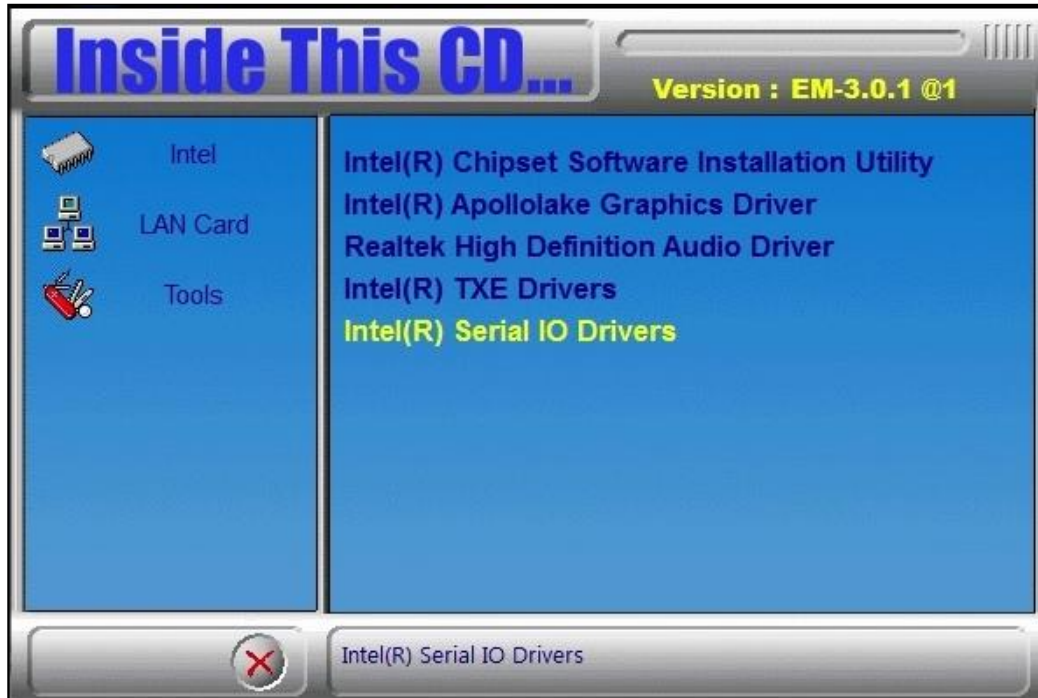 Inside This CD...
Version : EM-3.0.1 @1
Intel
LAN Card
Tools
Intel(R) Chipset Software Installation Utility
Intel(R) Apollolake Graphics Driver
Realtek High Definition Audio Driver
Intel(R) TXE Drivers
Intel(R) Serial IO Drivers
Intel(R) Serial IO Drivers